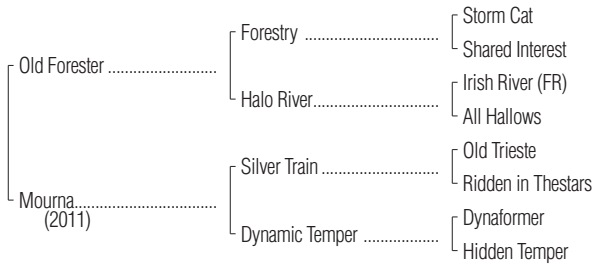 Storm Cat
Forestry
Shared Interest
Old Forester
Irish River (FR)
Halo River
All Hallows
Old Trieste
Silver Train
Ridden in Thestars
Mourna
(2011)
Dynaformer
Dynamic Temper
Hidden Temper